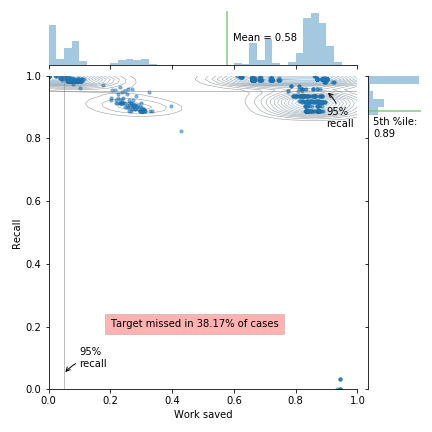 Mean = 0.58
1.0
0.8
0.6
0.4
0.2
0.0
Recall
95%
recall
5th %ile:
0.89
Target missed in 38.17% of cases
95%
recall
0.0 0.2 0.4 0.6 0.8 1.0
Work saved